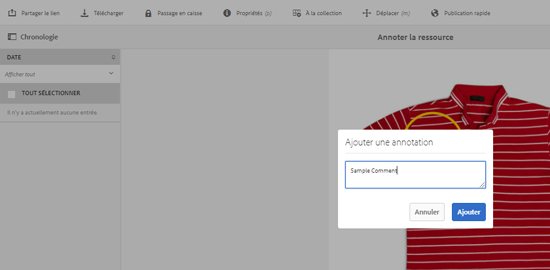 Partager le lien Télécharger Passage en caisse Propriétés (p) À la collection Déplacer (m) Publication rapide
Chronologie Annoter la ressource
DATE
Afficher tout
TOUT SÉLECTIONNER
Il n'y a actuellement aucune entrée.
Ajouter une annotation
Sample Comment
Annuler Ajouter